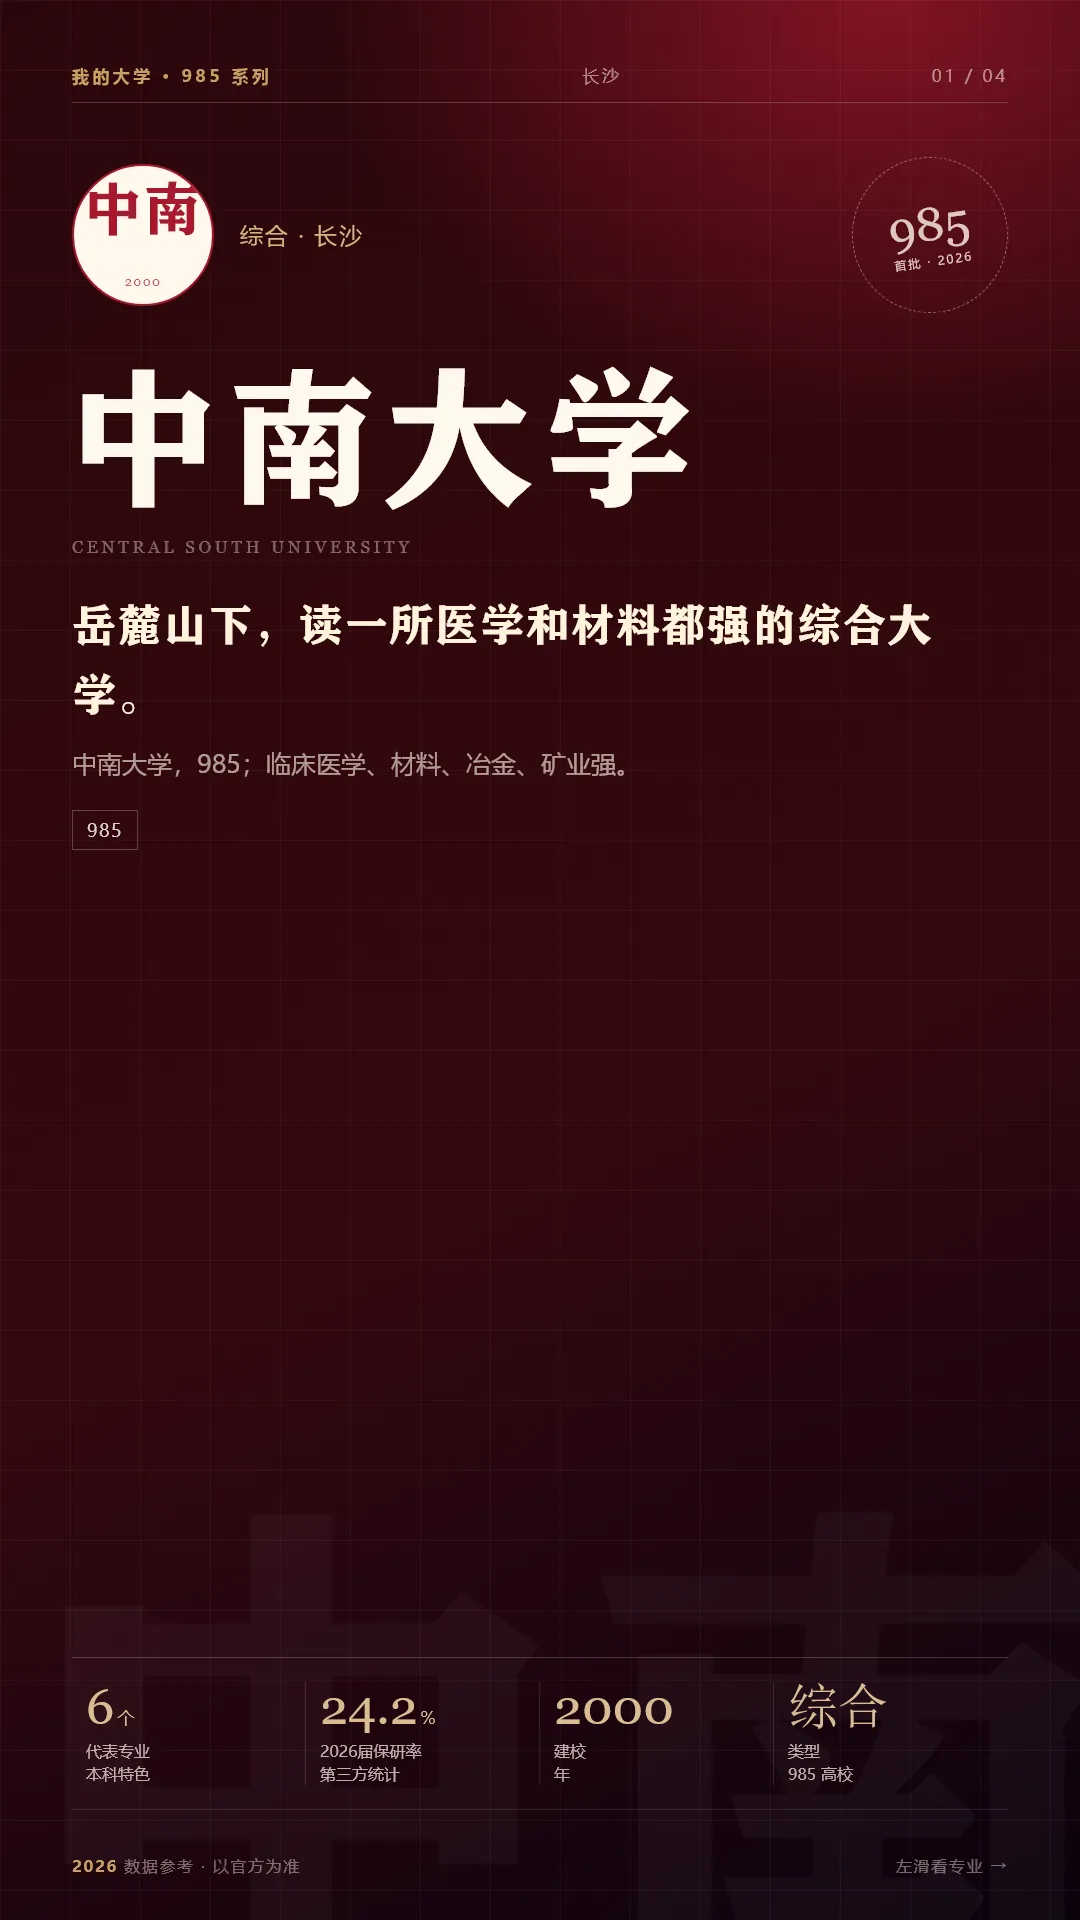 我的大学 • 985 系列
长沙
01 / 04
中南
2000
综合 · 长沙
985
首批 · 2026
中南大学
CENTRAL SOUTH UNIVERSITY
岳麓山下，读一所医学和材料都强的综合大
学。
中南大学，985；临床医学、材料、冶金、矿业强。
985
中南
6个
代表专业
本科特色
24.2%
2026届保研率
第三方统计
2000
建校
年
综合
类型
985 高校
2026 数据参考 · 以官方为准
左滑看专业 →